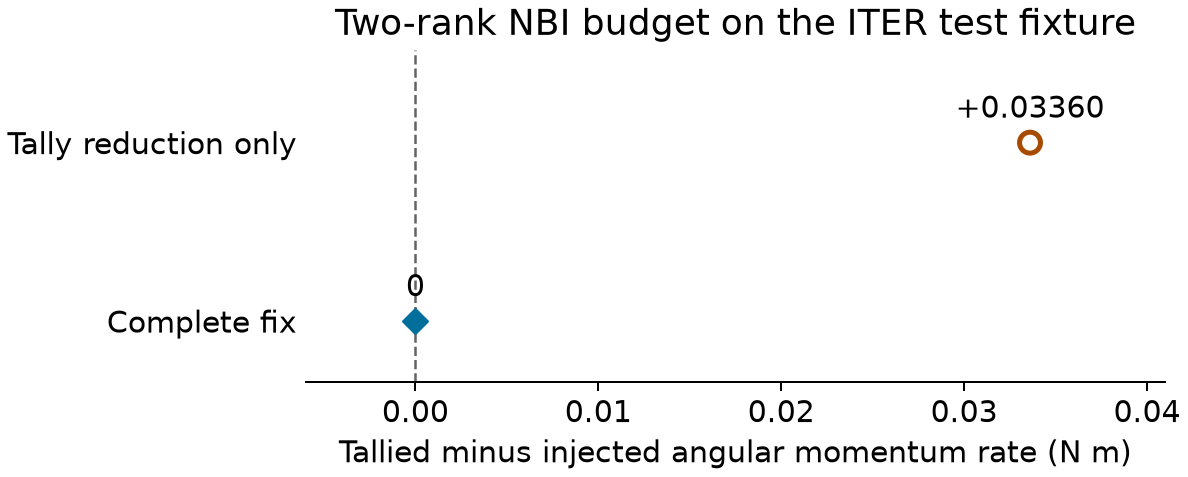 Two-rank NBI budget on the ITER test fixture
+0.03360
Tally reduction only
0
Complete fix
0.00 0.01 0.02 0.03 0.04
Tallied minus injected angular momentum rate (N m)